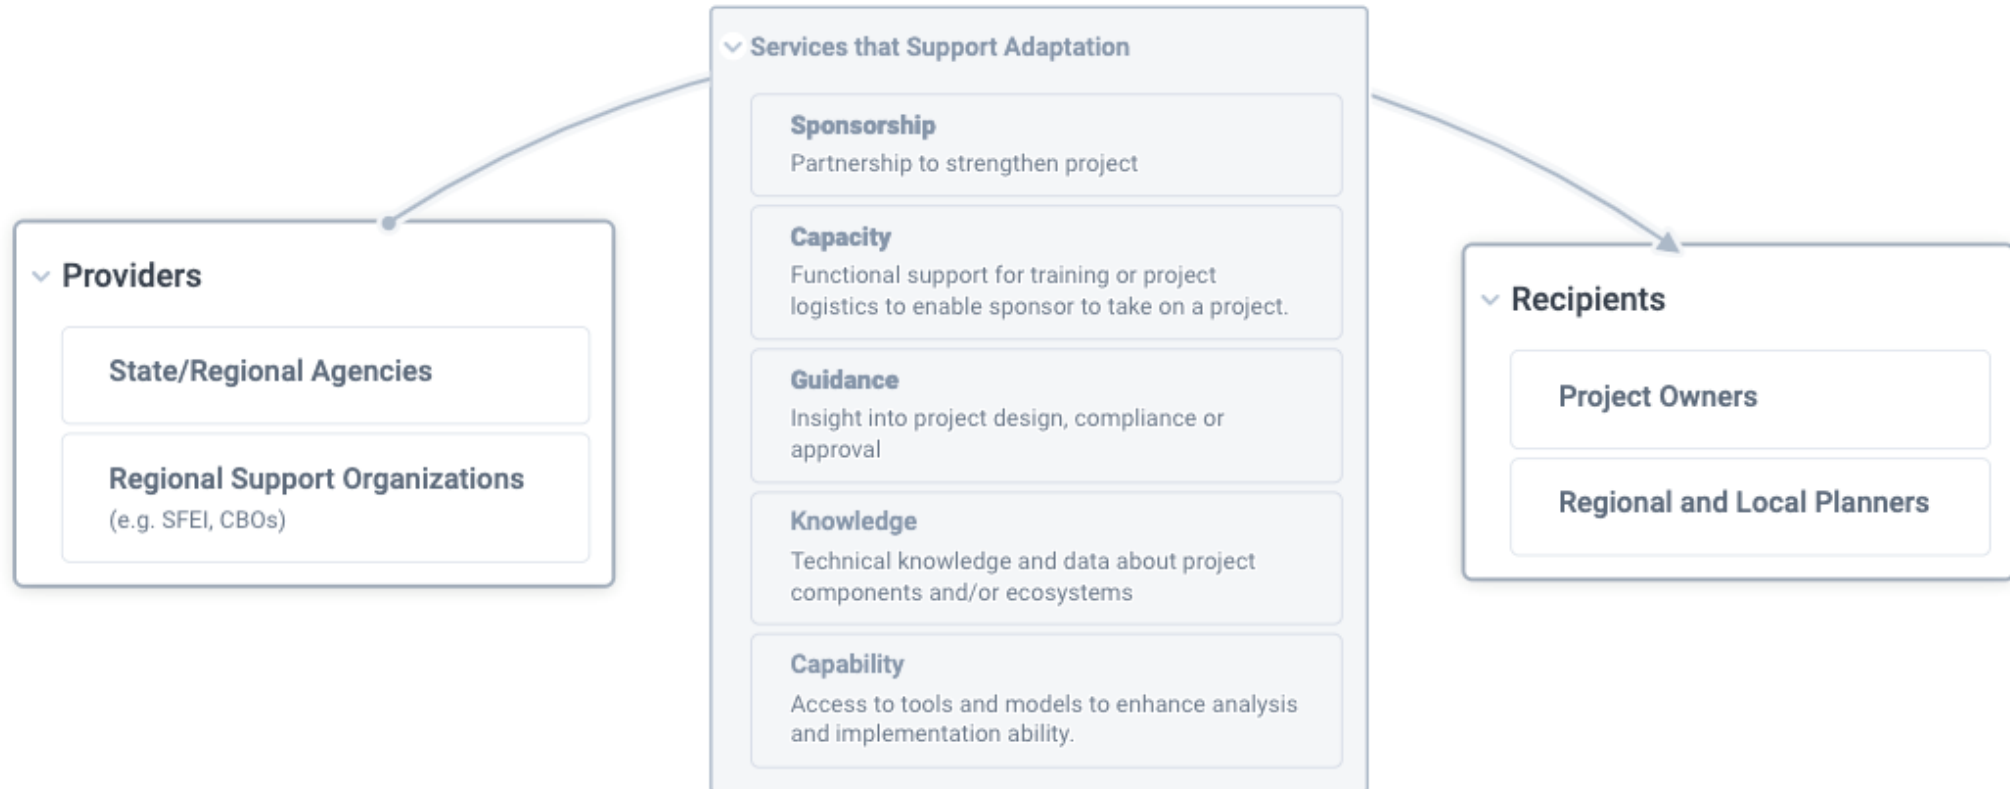 Services that Support Adaptation
Sponsorship
Partnership to strengthen project
Capacity
Functional support for training or project
logistics to enable sponsor to take on a project.
Guidance
Insight into project design, compliance or
approval
Knowledge
Technical knowledge and data about project
components and/or ecosystems
Capability
Access to tools and models to enhance analysis
and implementation ability.
Providers
State/Regional Agencies
Regional Support Organizations
(e.g. SFEI, CBOs)
Recipients
Project Owners
Regional and Local Planners